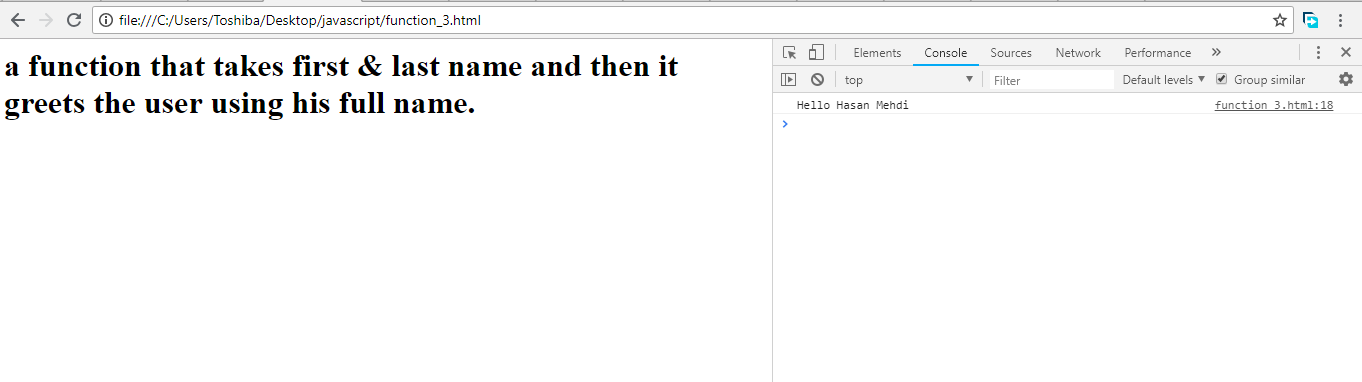 file:///C:/Users/Toshiba/Desktop/javascript/function_3.html
a function that takes first & last name and then it
greets the user using his full name.
Elements Console Sources Network Performance »
top Filter Default levels Group similar
Hello Hasan Mehdi function_3.html:18